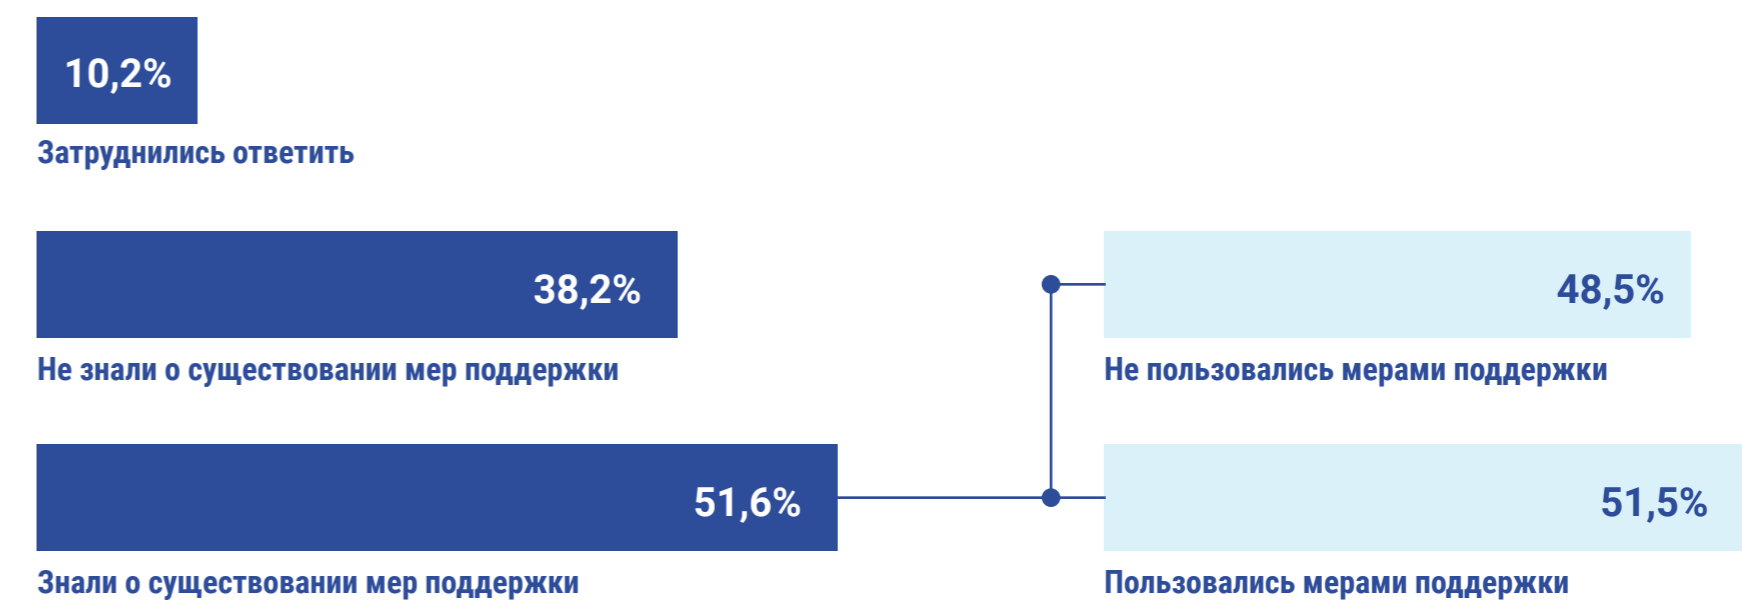 10,2%
Затруднились ответить
38,2%
Не знали о существовании мер поддержки
51,6%
Знали о существовании мер поддержки
48,5%
Не пользовались мерами поддержки
51,5%
Пользовались мерами поддержки